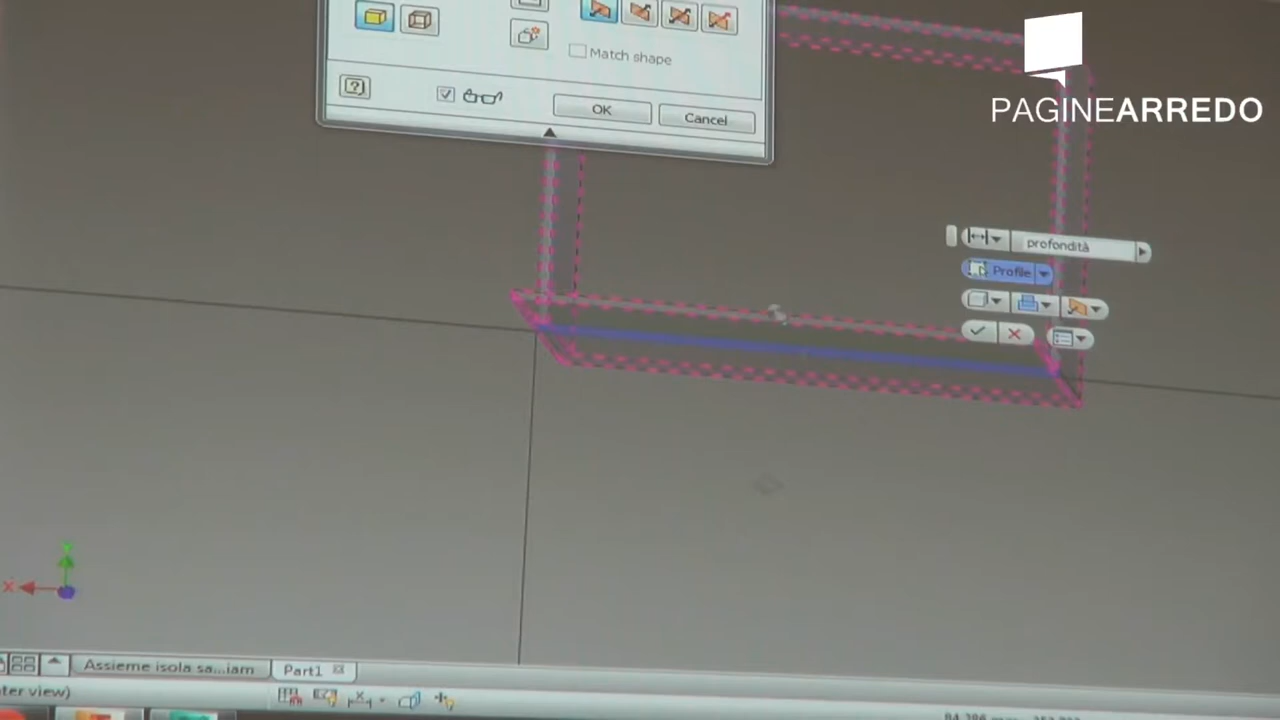 Match shape
OK
Cancel
PAGINEARREDO
profondità
Profile
Y
X
Assieme isola sa...iam
Part1
ter view)